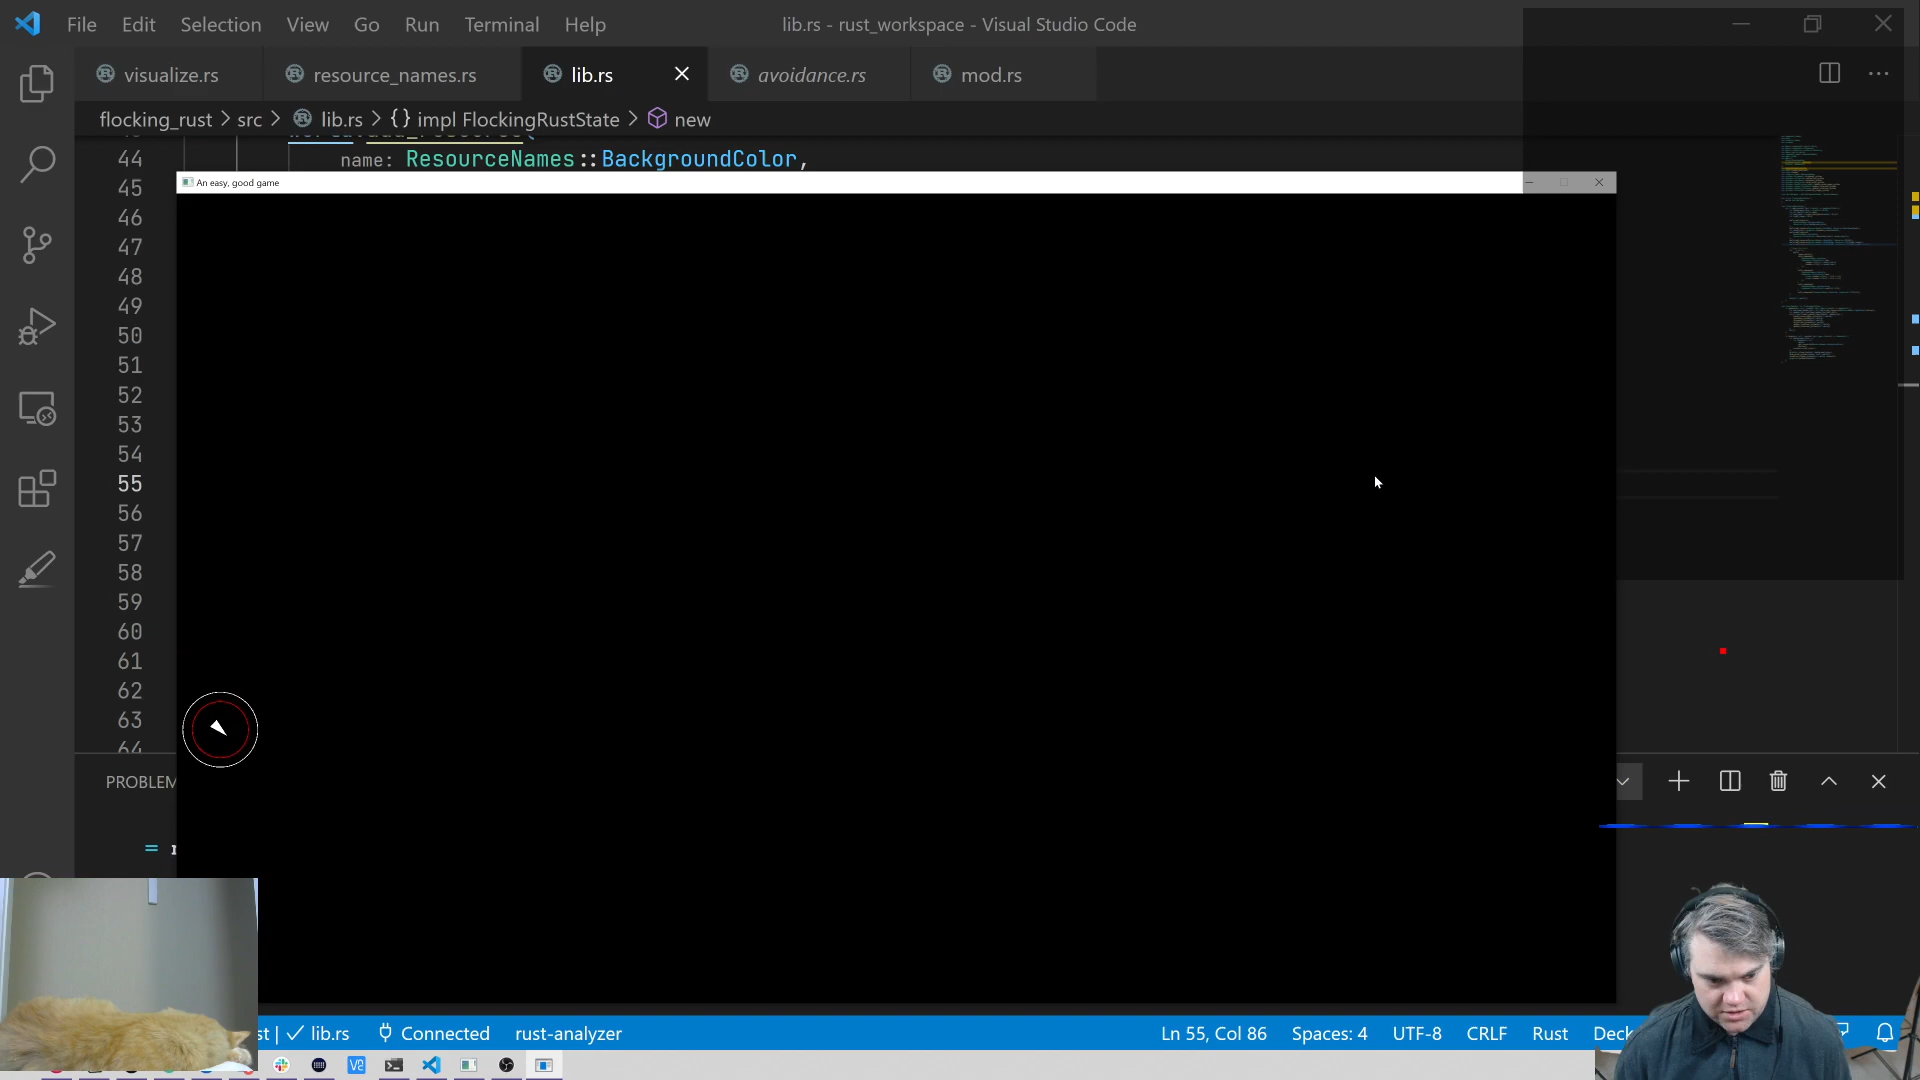 File Edit Selection View Go Run Terminal Help
lib.rs - rust_workspace - Visual Studio Code
visualize.rs resource_names.rs lib.rs avoidance.rs mod.rs
flocking_rust > src > lib.rs > {} impl FlockingRustState > new
44 name: ResourceNames::BackgroundColor,
45
An easy, good game
46
47
48
49
50
51
52
53
54
55
56
57
58
59
60
61
62
63
64
PROBLEM
=
lib.rs Connected rust-analyzer Ln 55, Col 86 Spaces: 4 UTF-8 CRLF Rust Deck